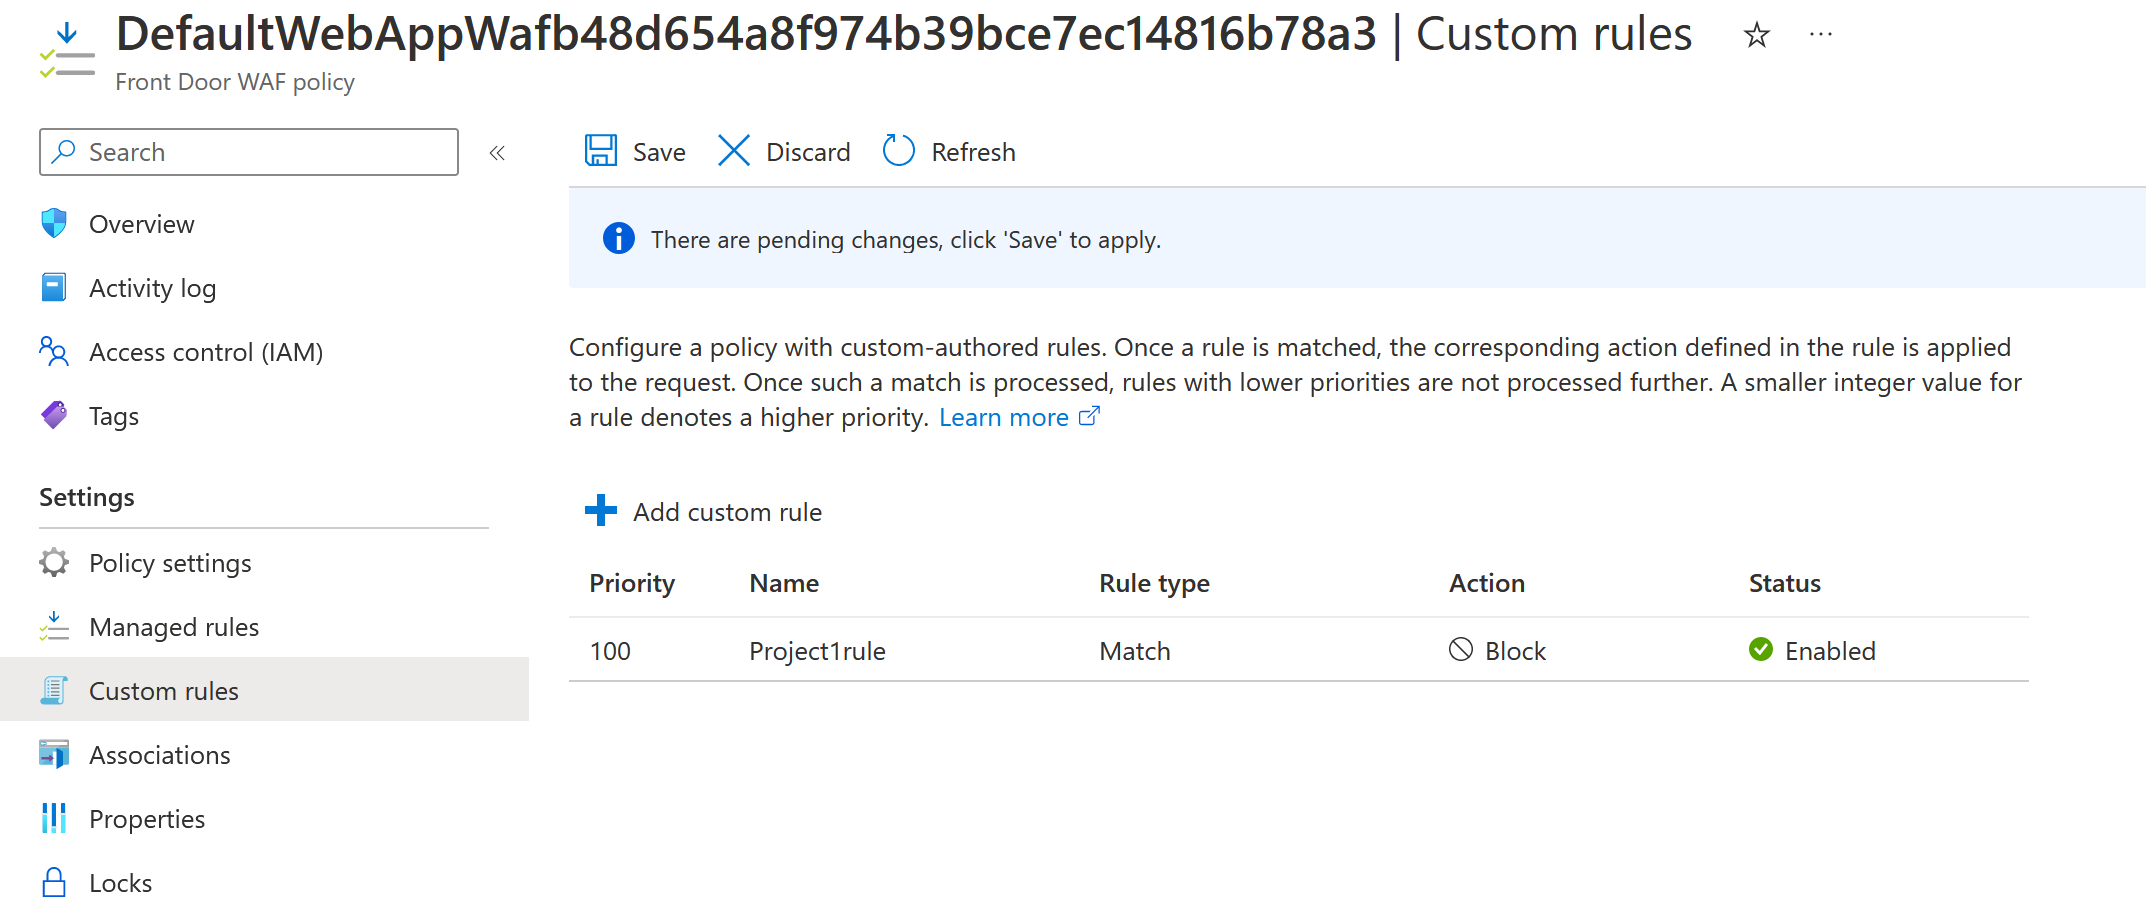 DefaultWebAppWafb48d654a8f974b39bce7ec14816b78a3 | Custom rules
Front Door WAF policy
Search
Overview
Activity log
Access control (IAM)
Tags
Settings
Policy settings
Managed rules
Custom rules
Associations
Properties
Locks
Save Discard Refresh
There are pending changes, click 'Save' to apply.
Configure a policy with custom-authored rules. Once a rule is matched, the corresponding action defined in the rule is applied
to the request. Once such a match is processed, rules with lower priorities are not processed further. A smaller integer value for
a rule denotes a higher priority. Learn more
Add custom rule
Priority Name Rule type Action Status
100 Project1rule Match Block Enabled